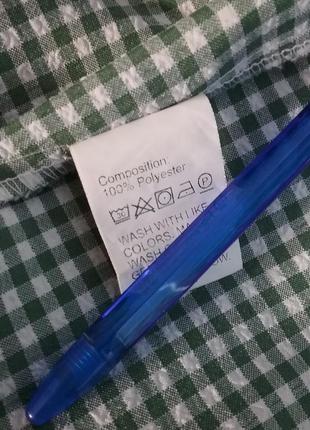 Composition:
100% Polyester
P
WASH WITH LIKE
COLORS. MA
WASH